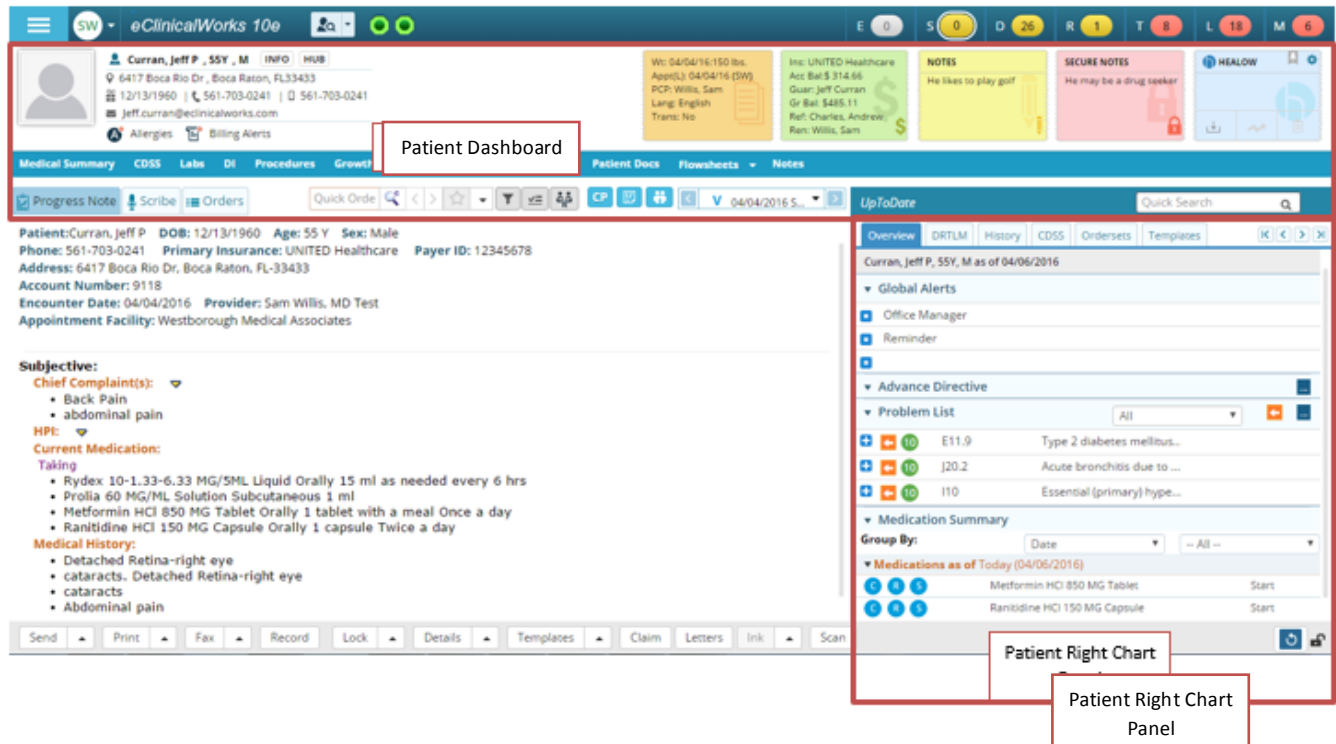 SW eClinicalWorks 10e E 0 S 0 D 26 R 1 T 8 L 18 M 6
Curran, Jeff P , 55Y , M INFO HUB
6417 Boca Rio Dr , Boca Raton, FL33433
12/13/1960 | 561-703-0241 | 561-703-0241
Jeff.curran@eclinicalworks.com
Allergies Billing Alerts
Wt: 04/04/16:150 lbs.
Appt(L): 04/04/16 (SW)
PCP: Willis, Sam
Lang: English
Trans: No
Ins: UNITED Healthcare
Acc Bal:$ 314.66
Guar: Jeff Curran
Gr Bal: $485.11
Ref: Charles, Andrew
Ren: Willis, Sam
NOTES
He likes to play golf
SECURE NOTES
He may be a drug seeker
HEALOW
Patient Dashboard
Medical Summary CDSS Labs DI Procedures Growth Patient Docs Flowsheets Notes
Progress Note Scribe Orders Quick Orde CP V 04/04/2016 S... UpToDate Quick Search
Patient:Curran, Jeff P DOB: 12/13/1960 Age: 55 Y Sex: Male
Phone: 561-703-0241 Primary Insurance: UNITED Healthcare Payer ID: 12345678
Address: 6417 Boca Rio Dr, Boca Raton, FL-33433
Account Number: 9118
Encounter Date: 04/04/2016 Provider: Sam Willis, MD Test
Appointment Facility: Westborough Medical Associates
Subjective:
Chief Complaint(s):
• Back Pain
• abdominal pain
HPI:
Current Medication:
Taking
• Rydex 10-1.33-6.33 MG/5ML Liquid Orally 15 ml as needed every 6 hrs
• Prolia 60 MG/ML Solution Subcutaneous 1 ml
• Metformin HCl 850 MG Tablet Orally 1 tablet with a meal Once a day
• Ranitidine HCl 150 MG Capsule Orally 1 capsule Twice a day
Medical History:
• Detached Retina-right eye
• cataracts. Detached Retina-right eye
• cataracts
• Abdominal pain
Send Print Fax Record Lock Details Templates Claim Letters Ink Scan
Overview DRTLM History CDSS Ordersets Templates
Curran, Jeff P, 55Y, M as of 04/06/2016
Global Alerts
Office Manager
Reminder
Advance Directive
Problem List All
10 E11.9 Type 2 diabetes mellitus...
10 J20.2 Acute bronchitis due to ...
10 I10 Essential (primary) hype...
Medication Summary
Group By: Date -- All --
Medications as of Today (04/06/2016)
C R S Metformin HCl 850 MG Tablet Start
C R S Ranitidine HCl 150 MG Capsule Start
Patient Right Chart
Patient Right Chart
Panel